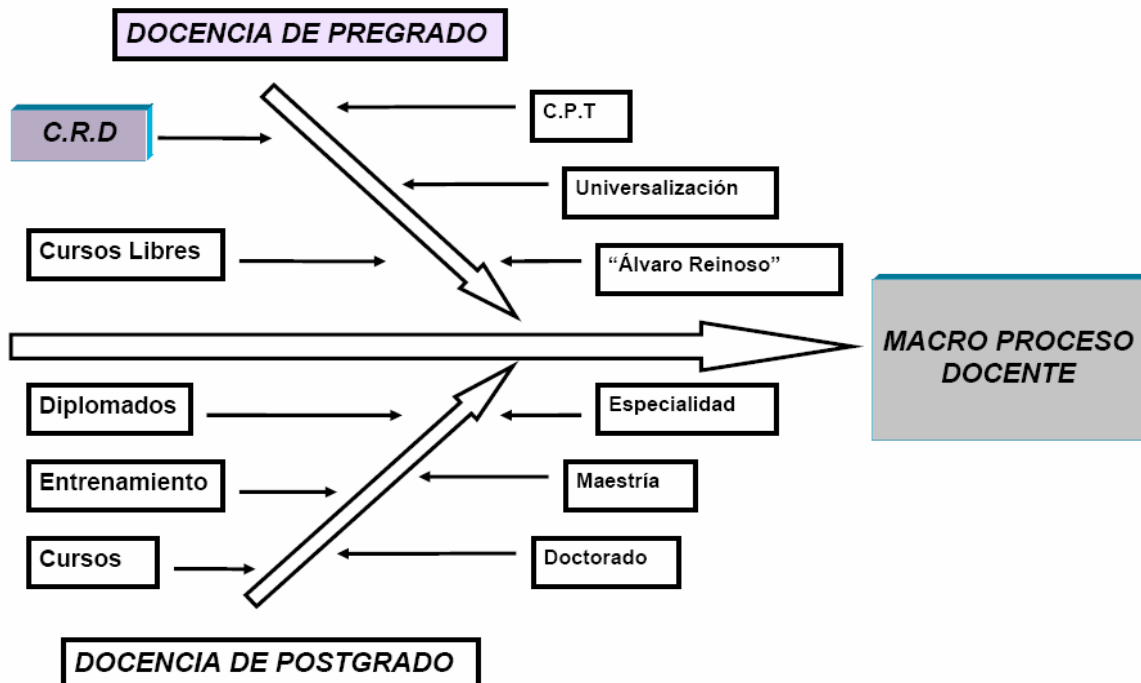 DOCENCIA DE PREGRADO
C.R.D
C.P.T
Universalización
Cursos Libres
“Álvaro Reinoso”
MACRO PROCESO
DOCENTE
Diplomados
Especialidad
Entrenamiento
Maestría
Cursos
Doctorado
DOCENCIA DE POSTGRADO